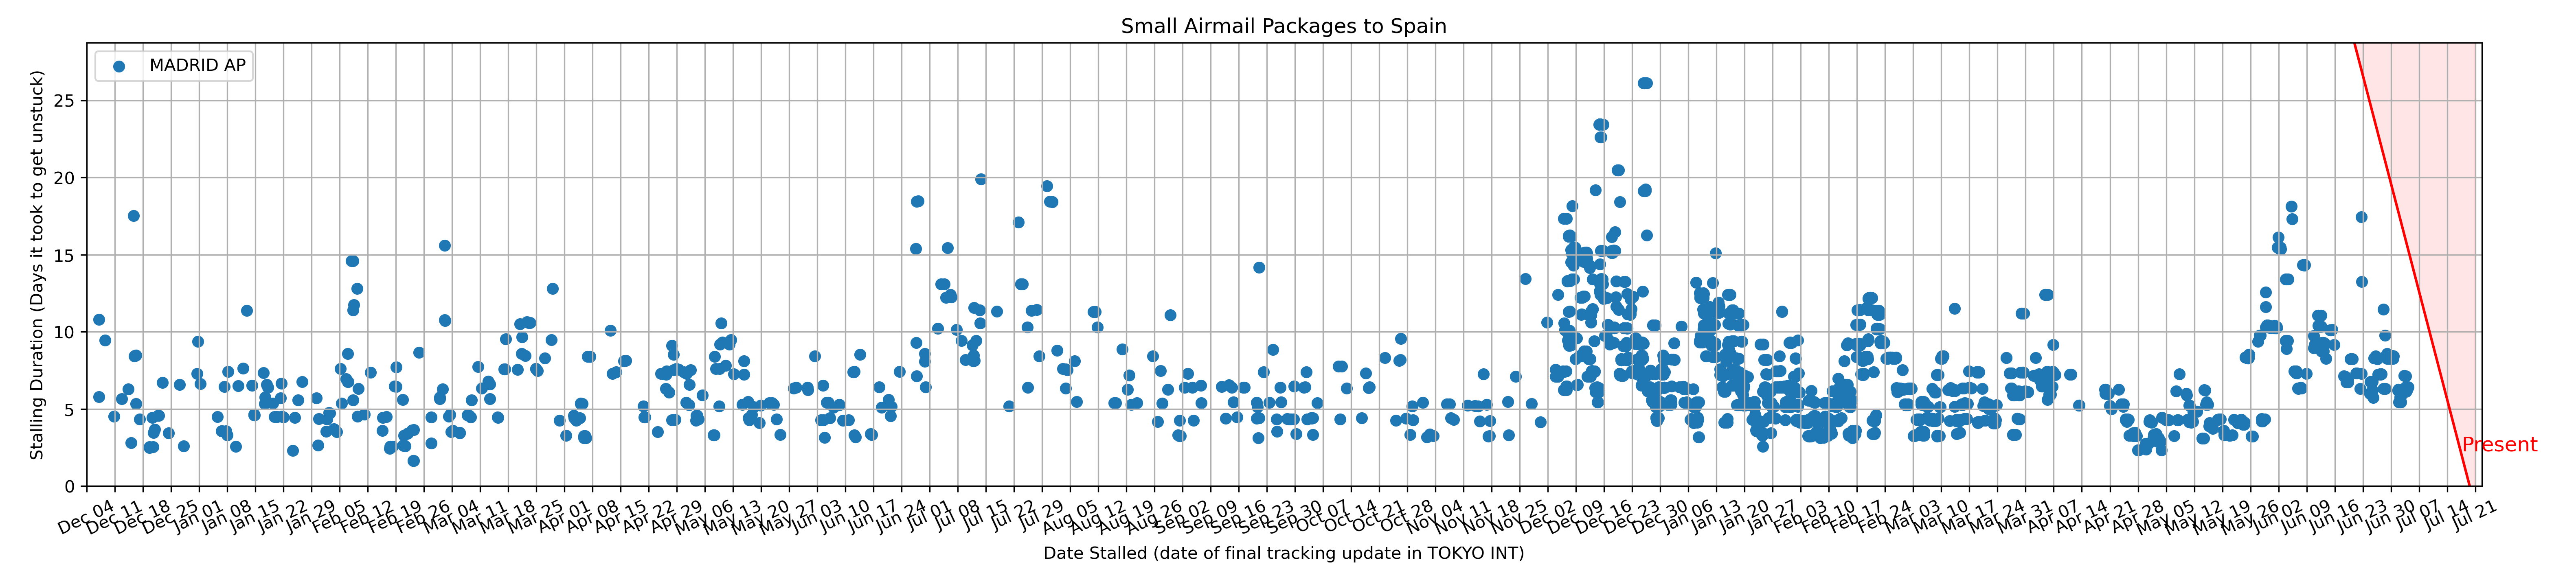 Small Airmail Packages to Spain
MADRID AP
Stalling Duration (Days it took to get unstuck)
25
20
15
10
5
0
Present
Dec 04
Dec 11
Dec 18
Dec 25
Jan 01
Jan 08
Jan 15
Jan 22
Jan 29
Feb 05
Feb 12
Feb 19
Feb 26
Mar 04
Mar 11
Mar 18
Mar 25
Apr 01
Apr 08
Apr 15
Apr 22
Apr 29
May 06
May 13
May 20
May 27
Jun 03
Jun 10
Jun 17
Jun 24
Jul 01
Jul 08
Jul 15
Jul 22
Jul 29
Aug 05
Aug 12
Aug 19
Aug 26
Sep 02
Sep 09
Sep 16
Sep 23
Sep 30
Oct 07
Oct 14
Oct 21
Oct 28
Nov 04
Nov 11
Nov 18
Nov 25
Dec 02
Dec 09
Dec 16
Dec 23
Dec 30
Jan 06
Jan 13
Jan 20
Jan 27
Feb 03
Feb 10
Feb 17
Feb 24
Mar 03
Mar 10
Mar 17
Mar 24
Mar 31
Apr 07
Apr 14
Apr 21
Apr 28
May 05
May 12
May 19
May 26
Jun 02
Jun 09
Jun 16
Jun 23
Jun 30
Jul 07
Jul 14
Jul 21
Date Stalled (date of final tracking update in TOKYO INT)